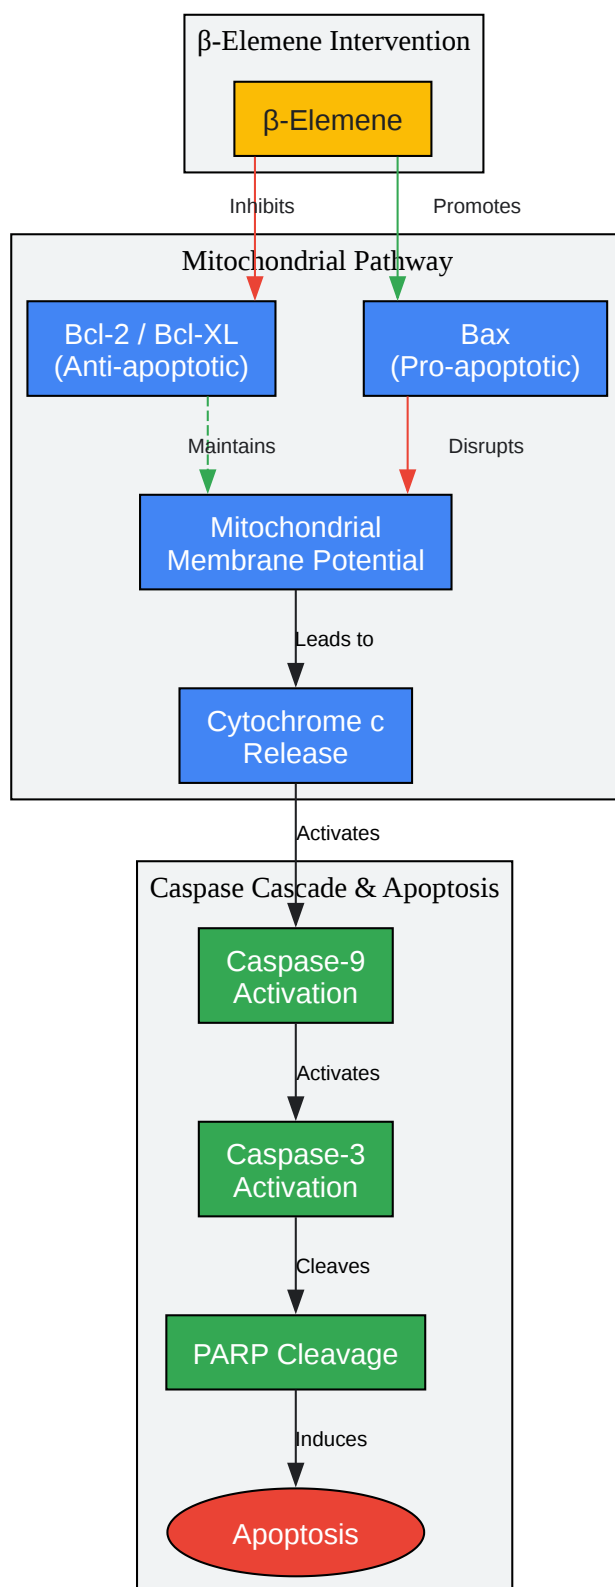 β-Elemene Intervention
β-Elemene
Inhibits
Promotes
Mitochondrial Pathway
Bcl-2 / Bcl-XL
(Anti-apoptotic)
Bax
(Pro-apoptotic)
Maintains
Disrupts
Mitochondrial
Membrane Potential
Leads to
Cytochrome c
Release
Activates
Caspase Cascade & Apoptosis
Caspase-9
Activation
Activates
Caspase-3
Activation
Cleaves
PARP Cleavage
Induces
Apoptosis